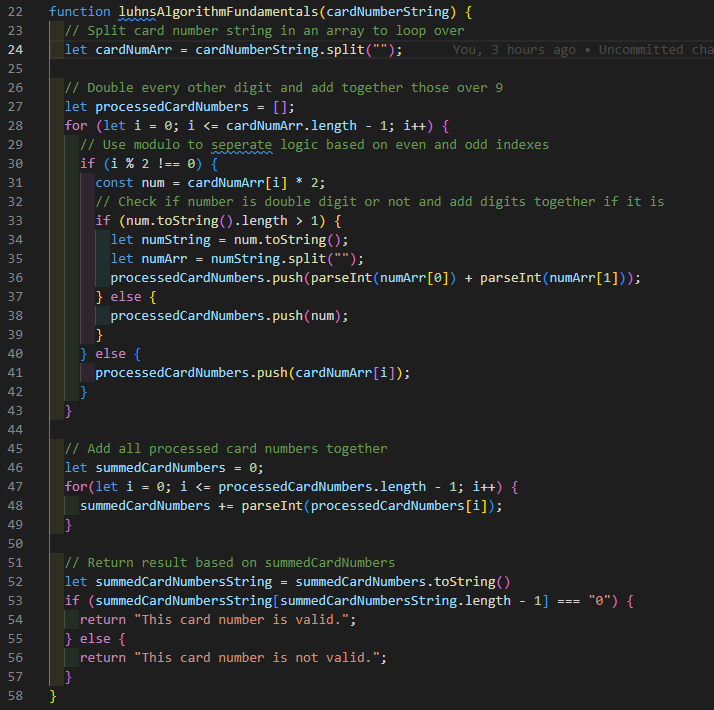 22 function luhnsAlgorithmFundamentals(cardNumberString) {
23 // Split card number string in an array to loop over
24 let cardNumArr = cardNumberString.split(""); You, 3 hours ago • Uncommitted cha
25
26 // Double every other digit and add together those over 9
27 let processedCardNumbers = [];
28 for (let i = 0; i <= cardNumArr.length - 1; i++) {
29 // Use modulo to seperate logic based on even and odd indexes
30 if (i % 2 !== 0) {
31 const num = cardNumArr[i] * 2;
32 // Check if number is double digit or not and add digits together if it is
33 if (num.toString().length > 1) {
34 let numString = num.toString();
35 let numArr = numString.split("");
36 processedCardNumbers.push(parseInt(numArr[0]) + parseInt(numArr[1]));
37 } else {
38 processedCardNumbers.push(num);
39 }
40 } else {
41 processedCardNumbers.push(cardNumArr[i]);
42 }
43 }
44
45 // Add all processed card numbers together
46 let summedCardNumbers = 0;
47 for(let i = 0; i <= processedCardNumbers.length - 1; i++) {
48 summedCardNumbers += parseInt(processedCardNumbers[i]);
49 }
50
51 // Return result based on summedCardNumbers
52 let summedCardNumbersString = summedCardNumbers.toString()
53 if (summedCardNumbersString[summedCardNumbersString.length - 1] === "0") {
54 return "This card number is valid.";
55 } else {
56 return "This card number is not valid.";
57 }
58 }